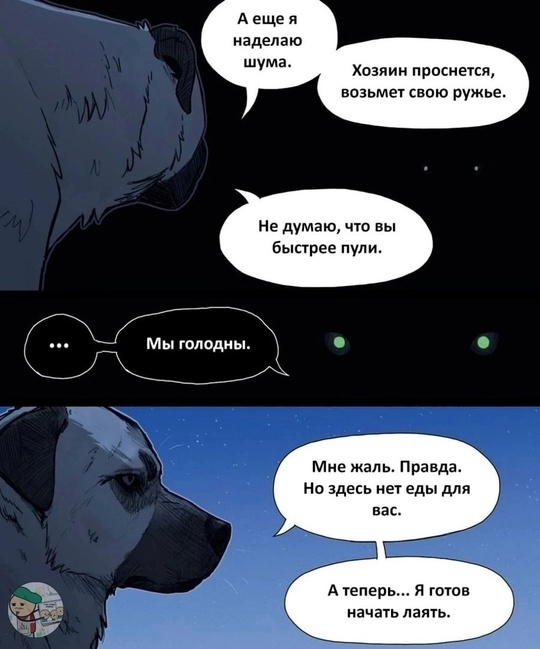 А еще я
наделаю
шума.
Хозяин проснется,
возьмет свою ружье.
Не думаю, что вы
быстрее пули.
...
Мы голодны.
Мне жаль. Правда.
Но здесь нет еды для
вас.
А теперь... Я готов
начать лаять.